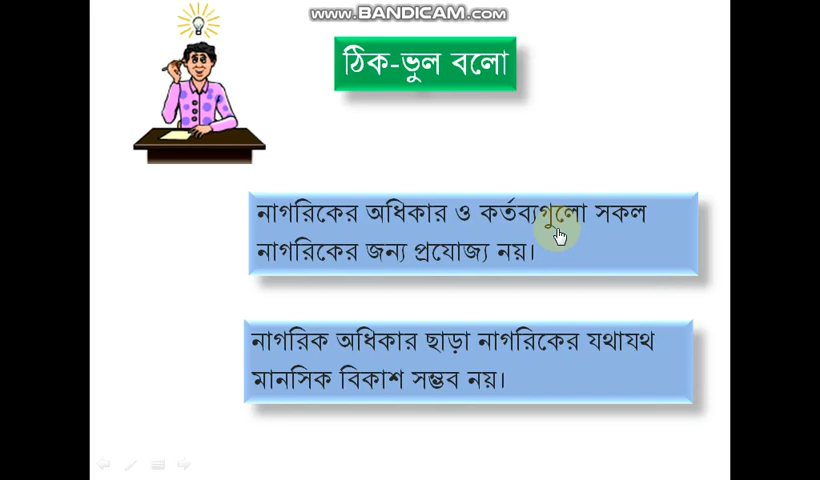 www.BANDICAM.com
ঠিক-ভুল বলো
নাগরিকের অধিকার ও কর্তব্যগুলো সকল
নাগরিকের জন্য প্রযোজ্য নয়।
নাগরিক অধিকার ছাড়া নাগরিকের যথাযথ
মানসিক বিকাশ সম্ভব নয়।